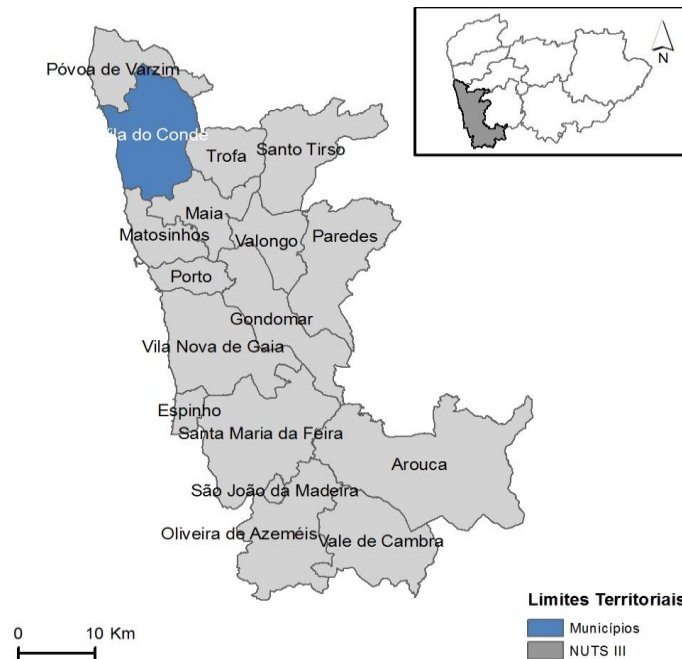 N
Póvoa de Varzim
ila do Conde
Trofa
Santo Tirso
Maia
Matosinhos
Valongo
Paredes
Porto
Gondomar
Vila Nova de Gaia
Espinho
Santa Maria da Feira
Arouca
São João da Madeira
Oliveira de Azeméis
Vale de Cambra
Limites Territoriais
Municípios
NUTS III
0 10 Km